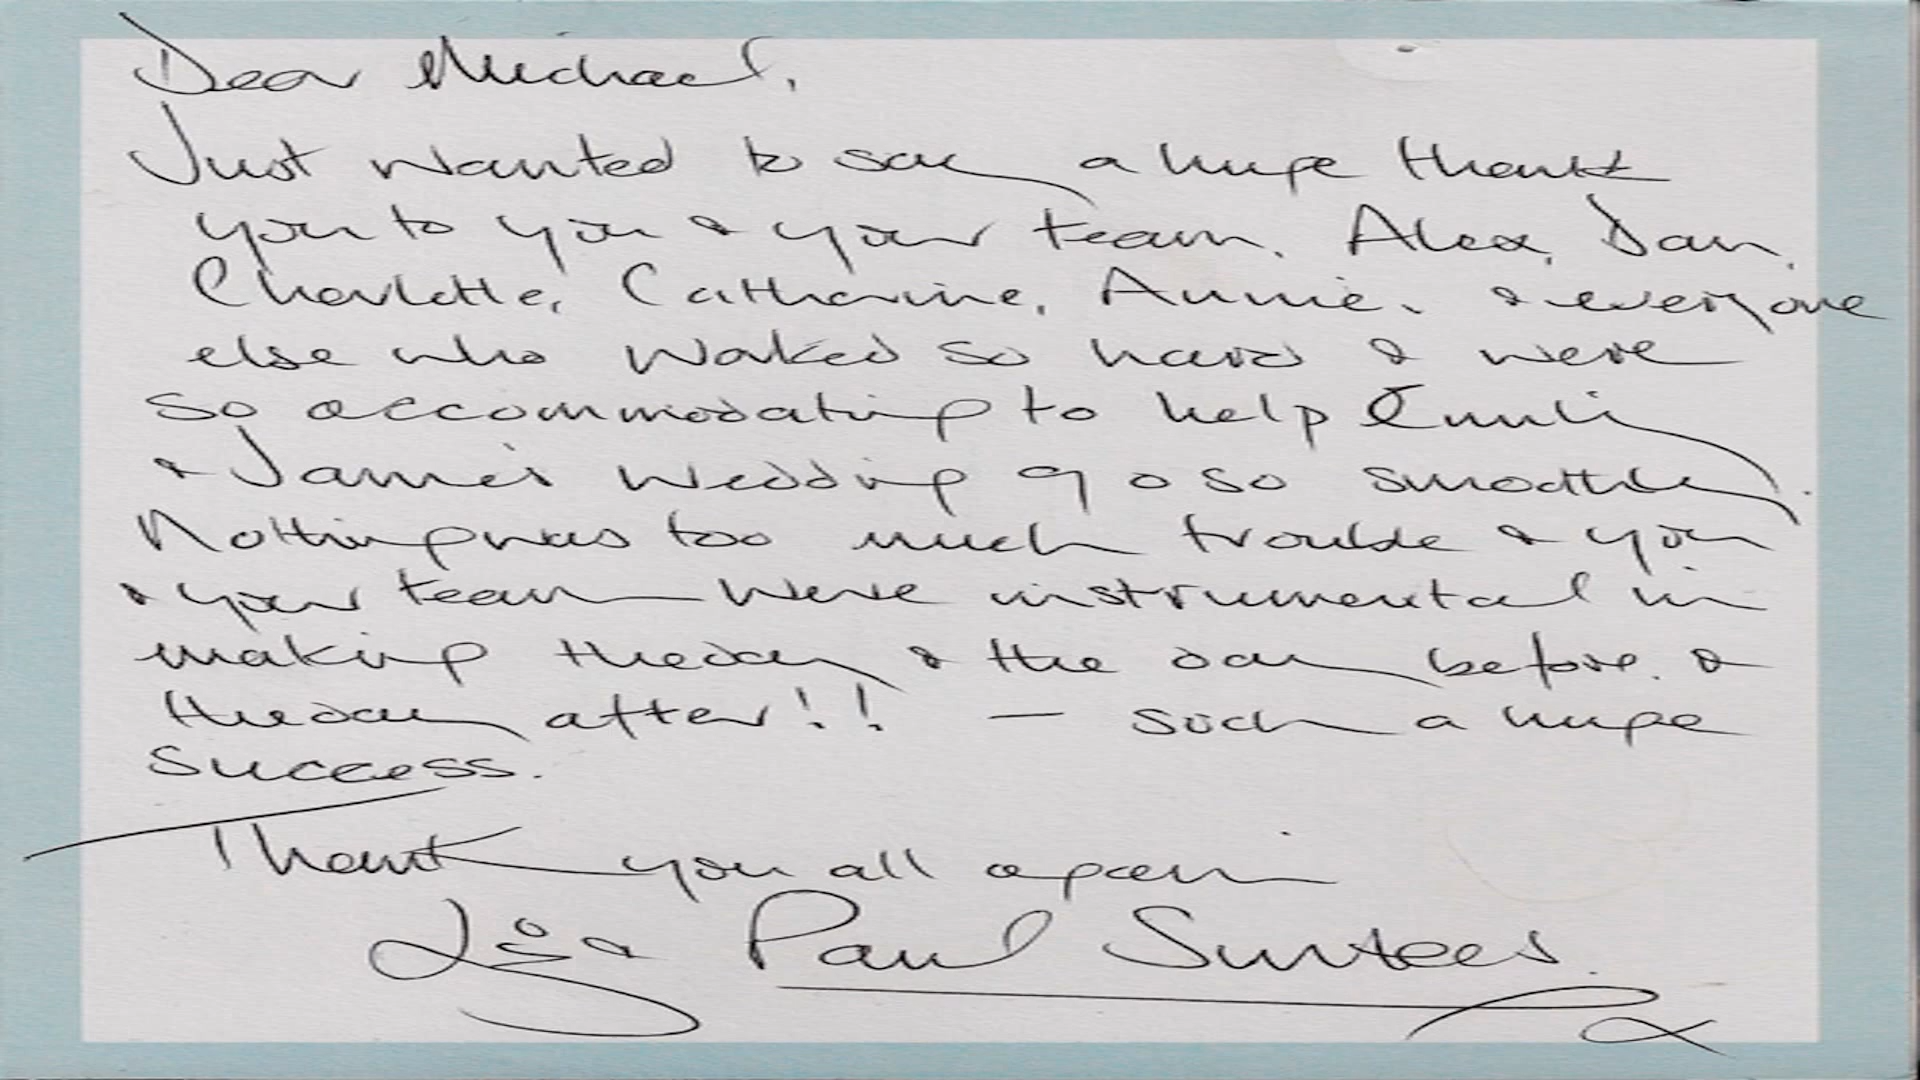 Dear Michael,
Just wanted to say a huge thank
you to you & your team, Alex, Dan,
Charlotte, Catharine, Annie, & everyone
else who worked so hard & were
so accommodating to help Emily
& James wedding go so smoothly.
Nothing was too much trouble & you
& your team were instrumental in
making the day & the day before, &
the day after!! — such a huge
success.
Thank you all again
Paul Surtees.
x